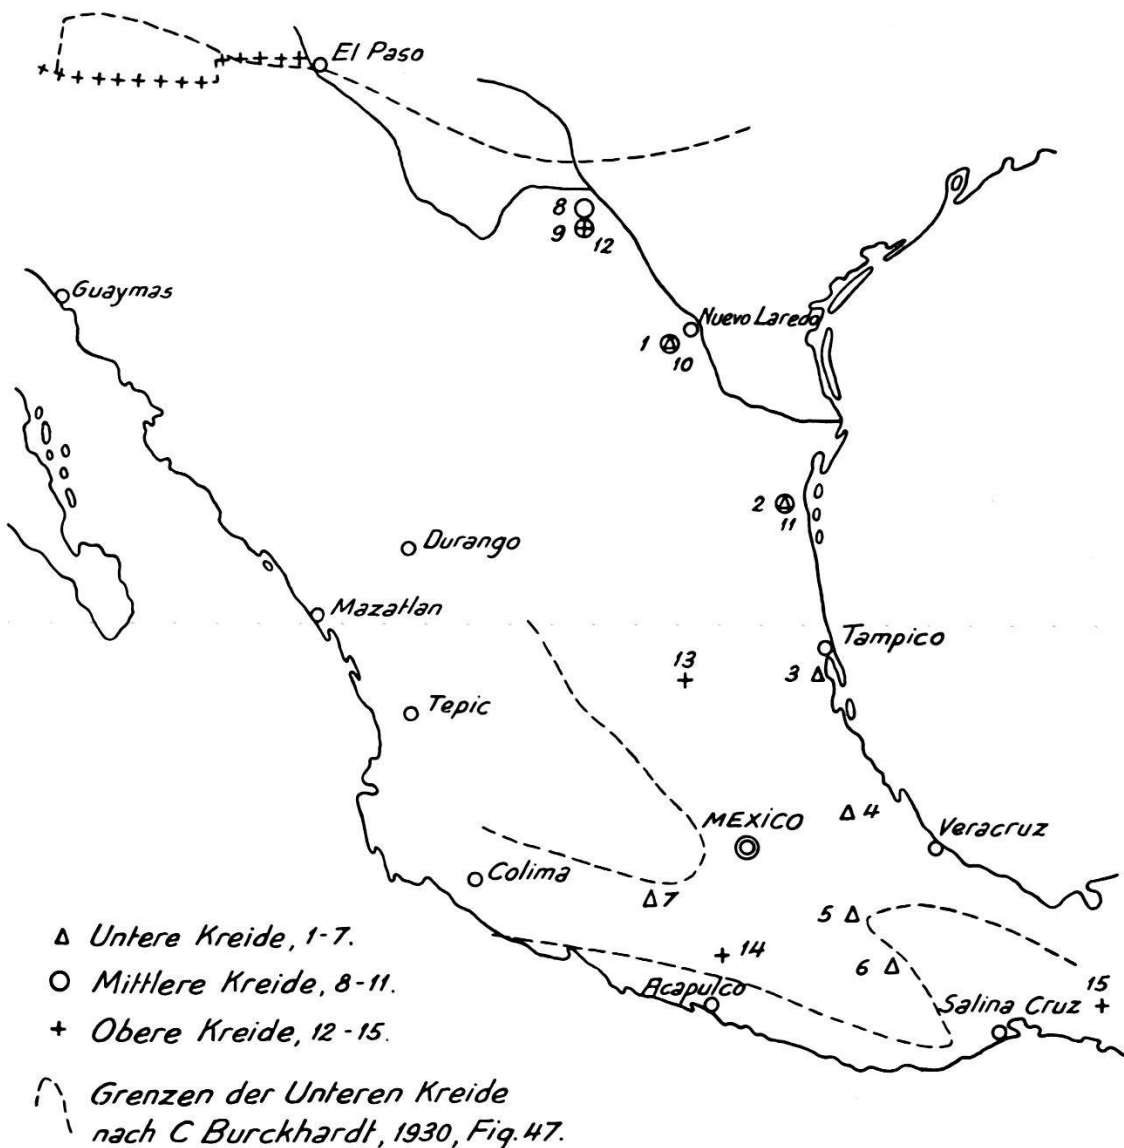 El Paso
8
9
12
Guaymas
Nuevo Laredo
1
10
2
11
Durango
Mazatlan
Tampico
13
3
Tepic
MEXICO
4
Veracruz
Colima
7
5
14
6
15
Acapulco
Salina Cruz
Untere Kreide, 1-7.
Mittlere Kreide, 8-11.
Obere Kreide, 12-15.
Grenzen der Unteren Kreide
nach C Burckhardt, 1930, Fig. 47.